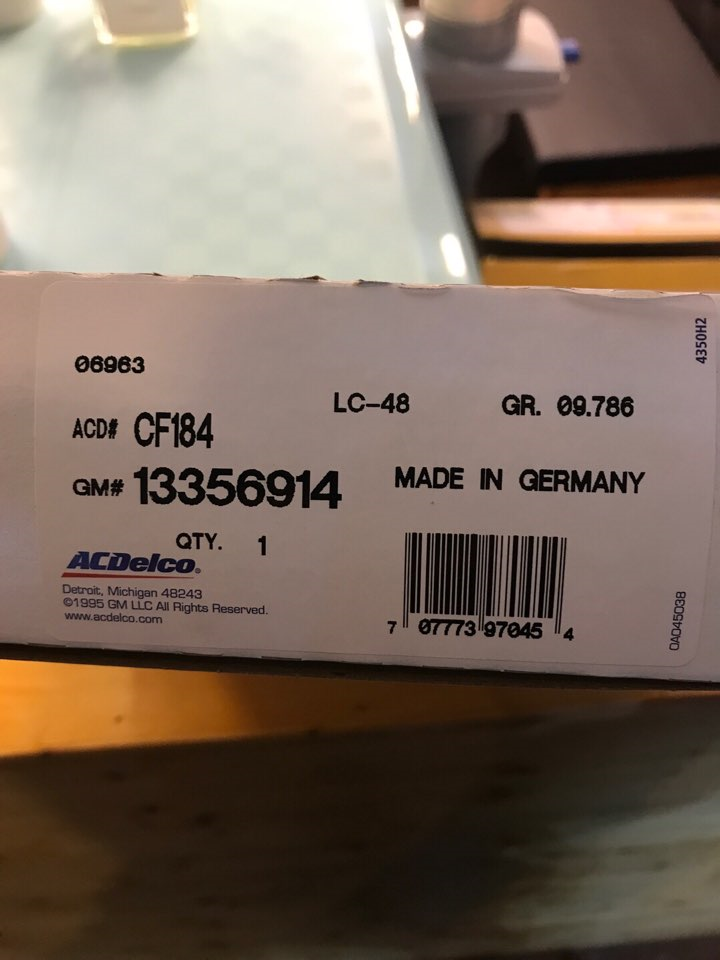 4350H2
06963
LC-48 GR. 09.786
ACD# CF184
GM# 13356914 MADE IN GERMANY
QTY. 1
ACDelco®
Detroit, Michigan 48243
©1995 GM LLC All Rights Reserved.
www.acdelco.com
7 07773 97045 4
0AD4503B